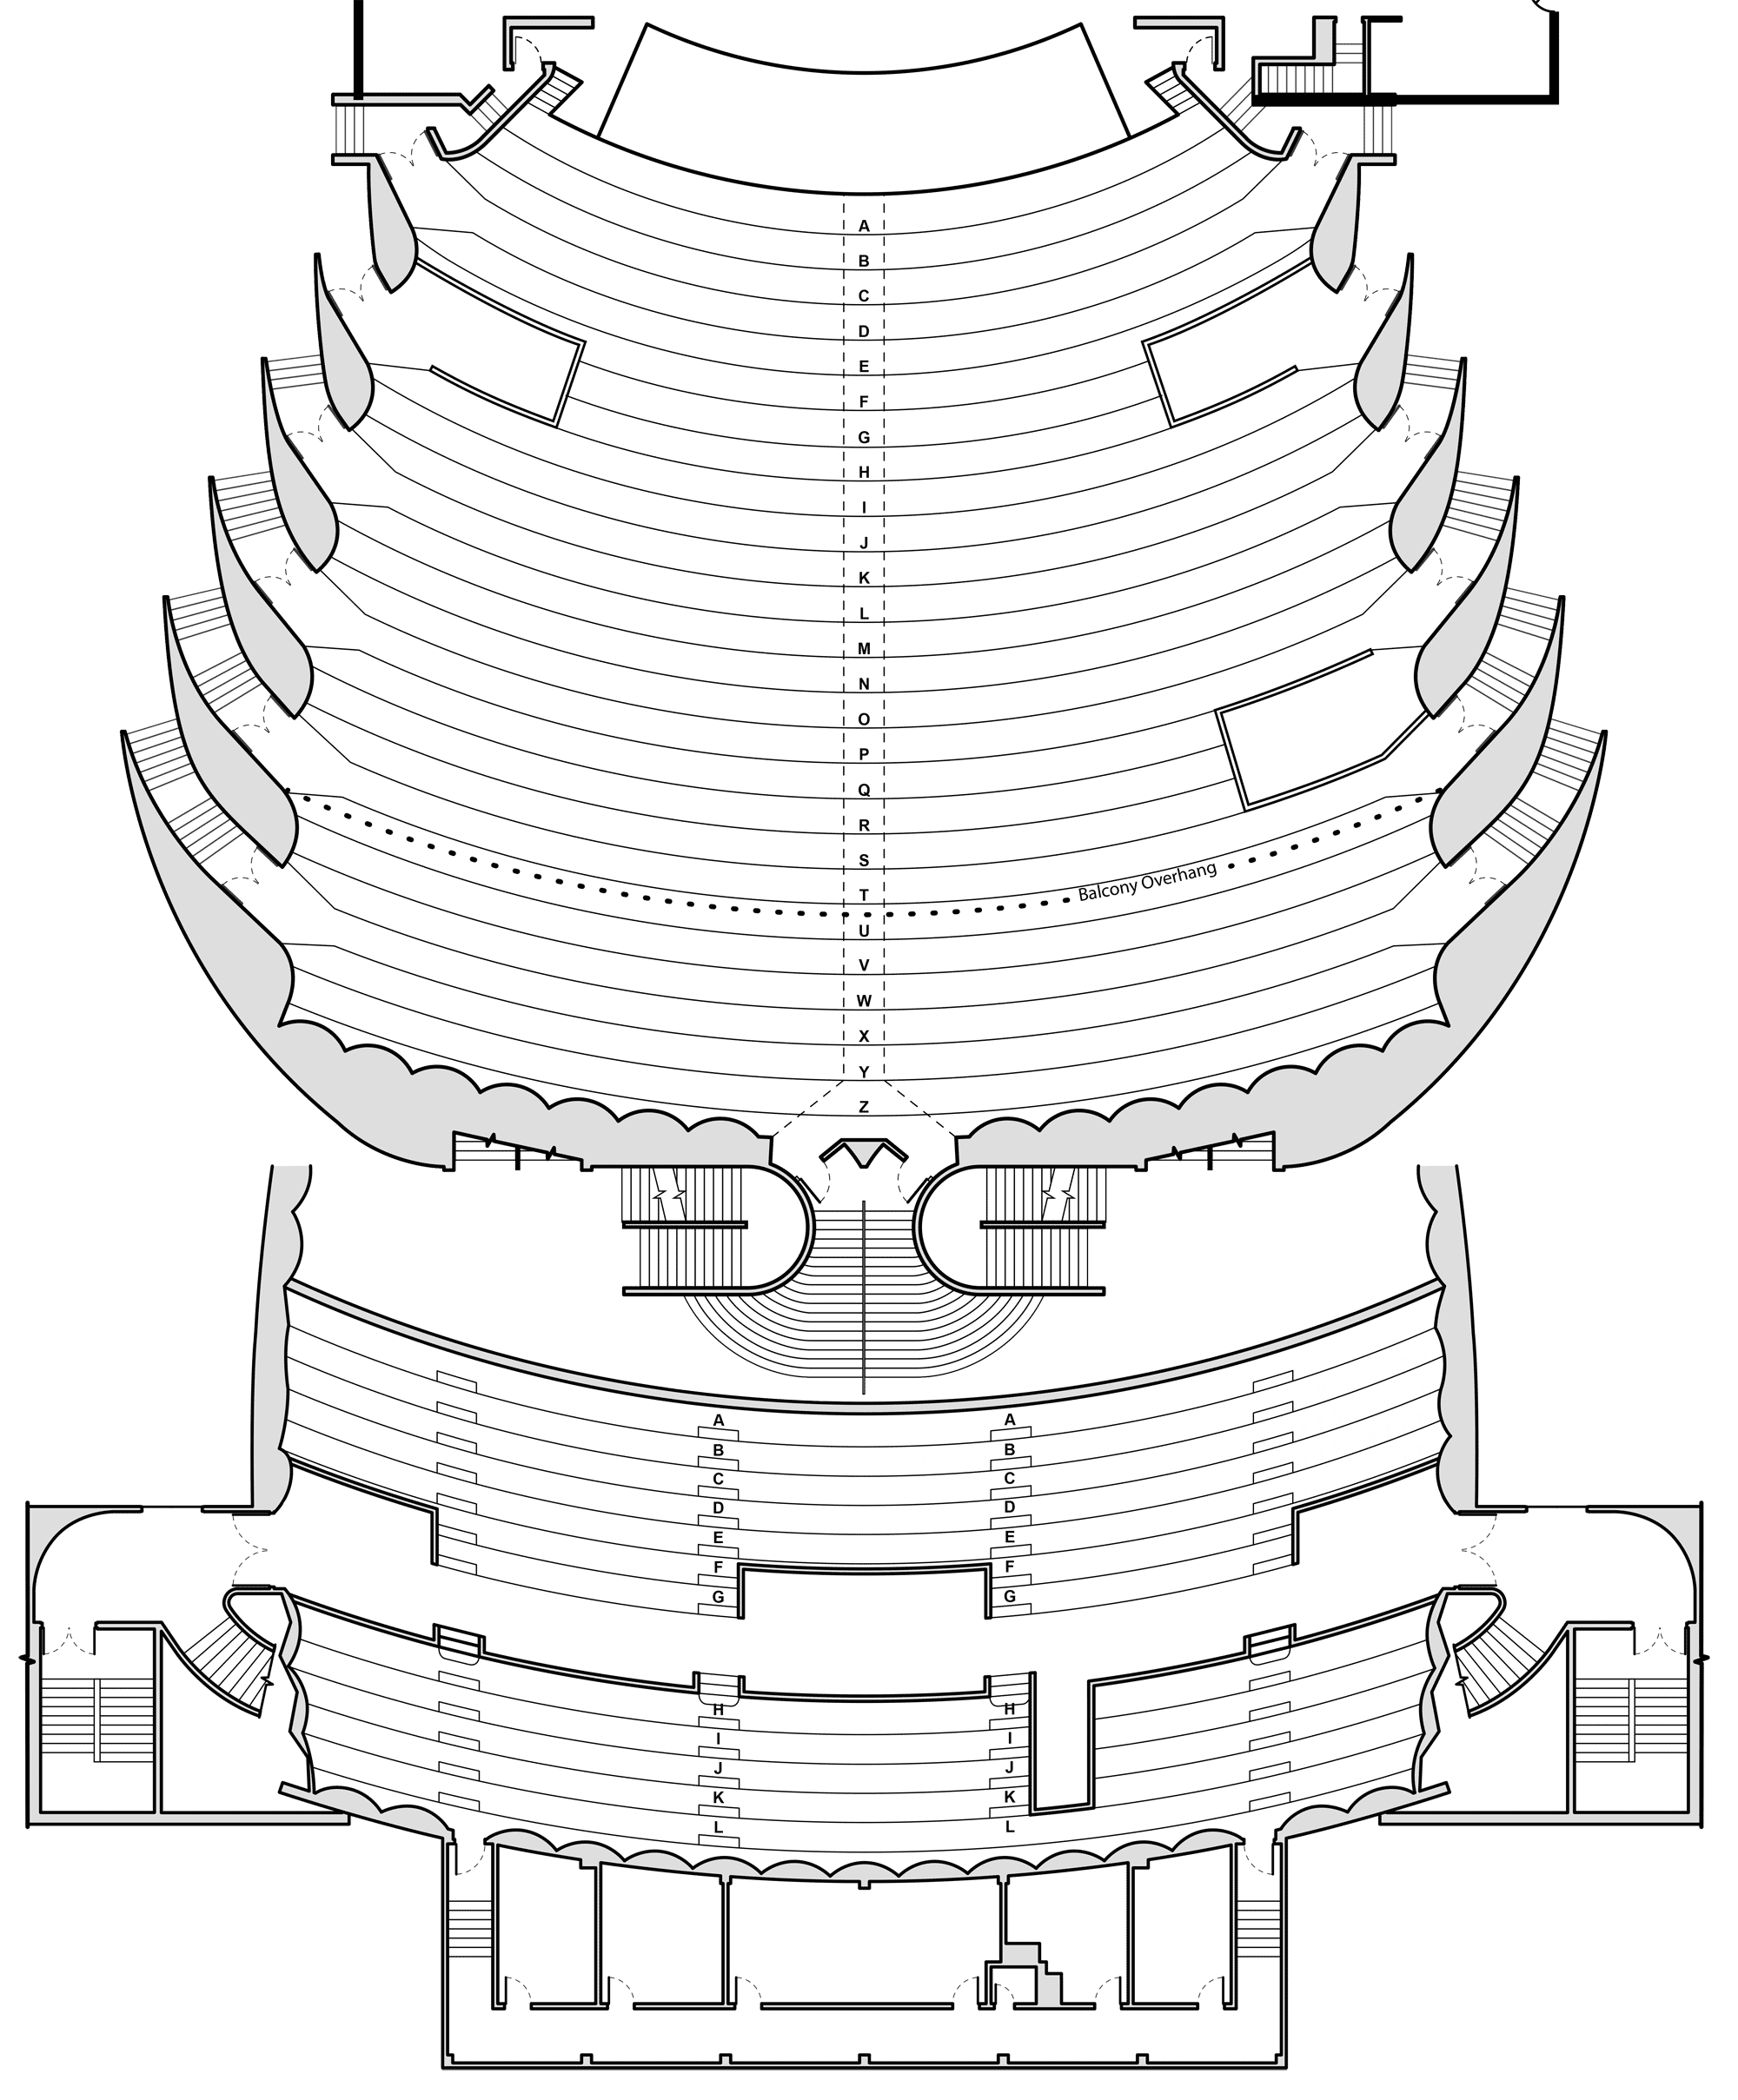 A
B
C
D
E
F
G
H
I
J
K
L
M
N
O
P
Q
R
S
T
Balcony Overhang
U
V
W
X
Y
Z
A A
B B
C C
D D
E E
F F
G G
H H
I I
J J
K K
L L